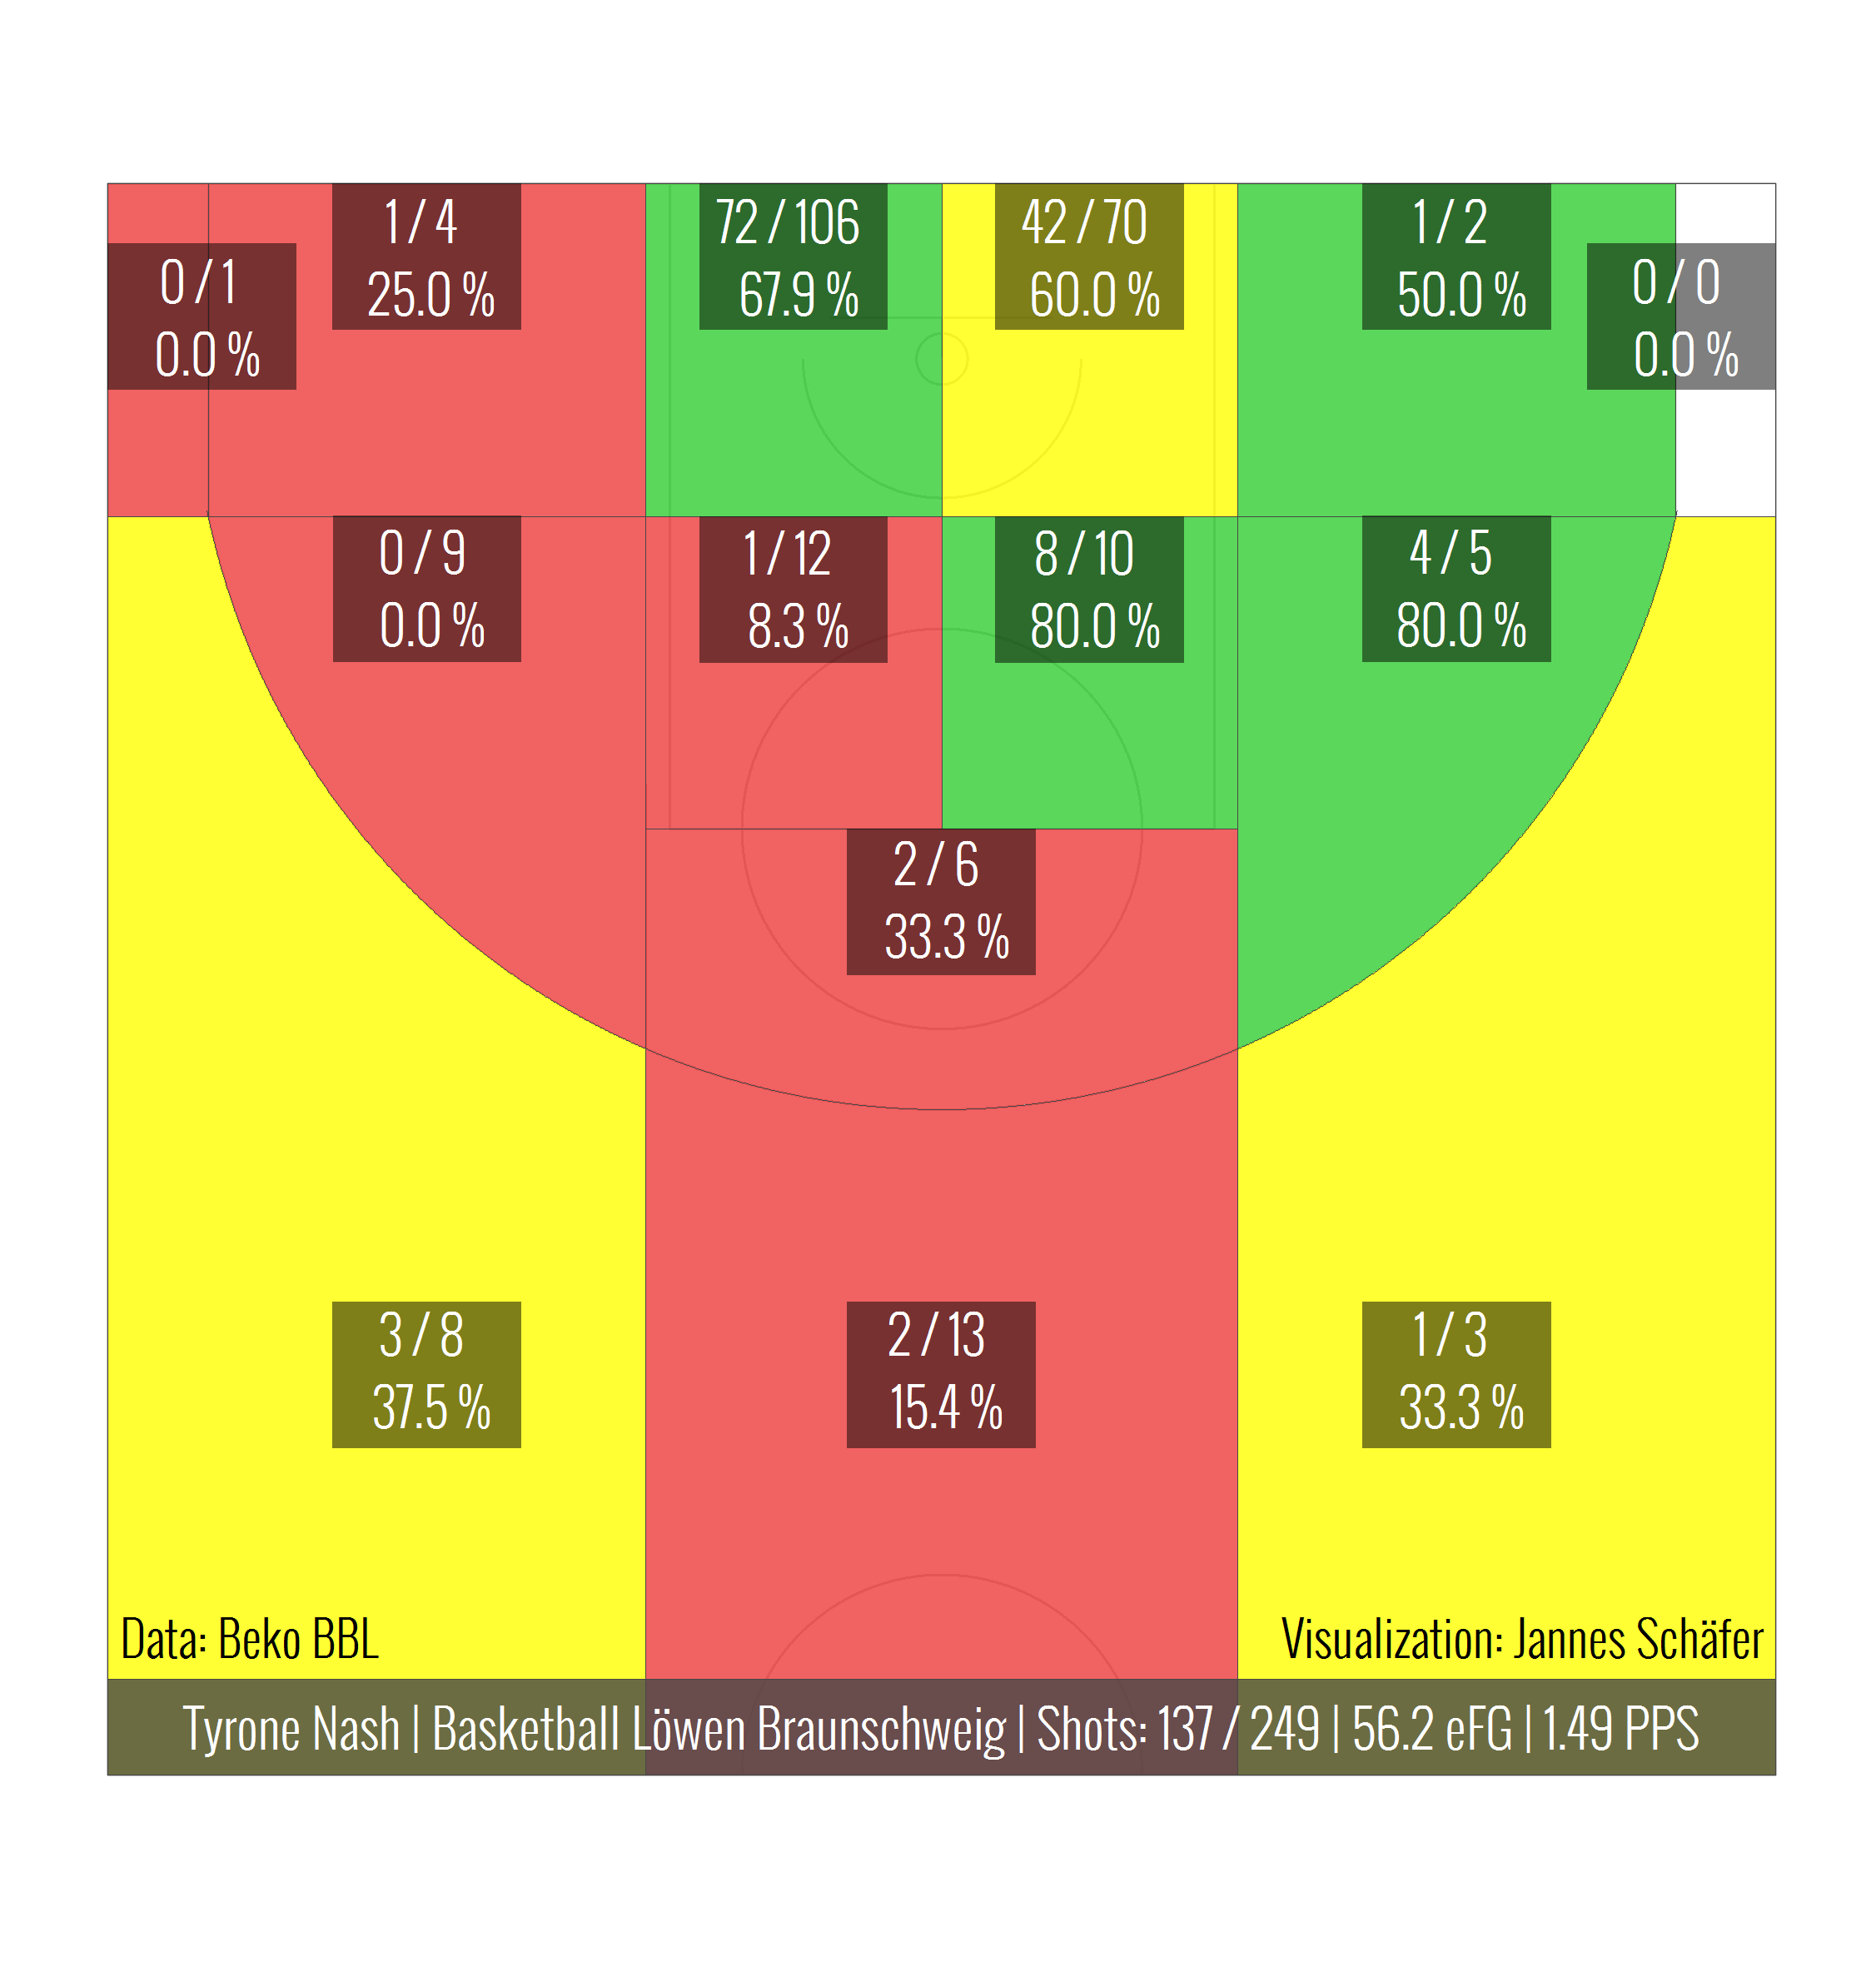 1 / 4
25.0 %
72 / 106
67.9 %
42 / 70
60.0 %
1 / 2
50.0 %
0 / 1
0.0 %
0 / 0
0.0 %
0 / 9
0.0 %
1 / 12
8.3 %
8 / 10
80.0 %
4 / 5
80.0 %
2 / 6
33.3 %
3 / 8
37.5 %
2 / 13
15.4 %
1 / 3
33.3 %
Data: Beko BBL
Visualization: Jannes Schäfer
Tyrone Nash | Basketball Löwen Braunschweig | Shots: 137 / 249 | 56.2 eFG | 1.49 PPS